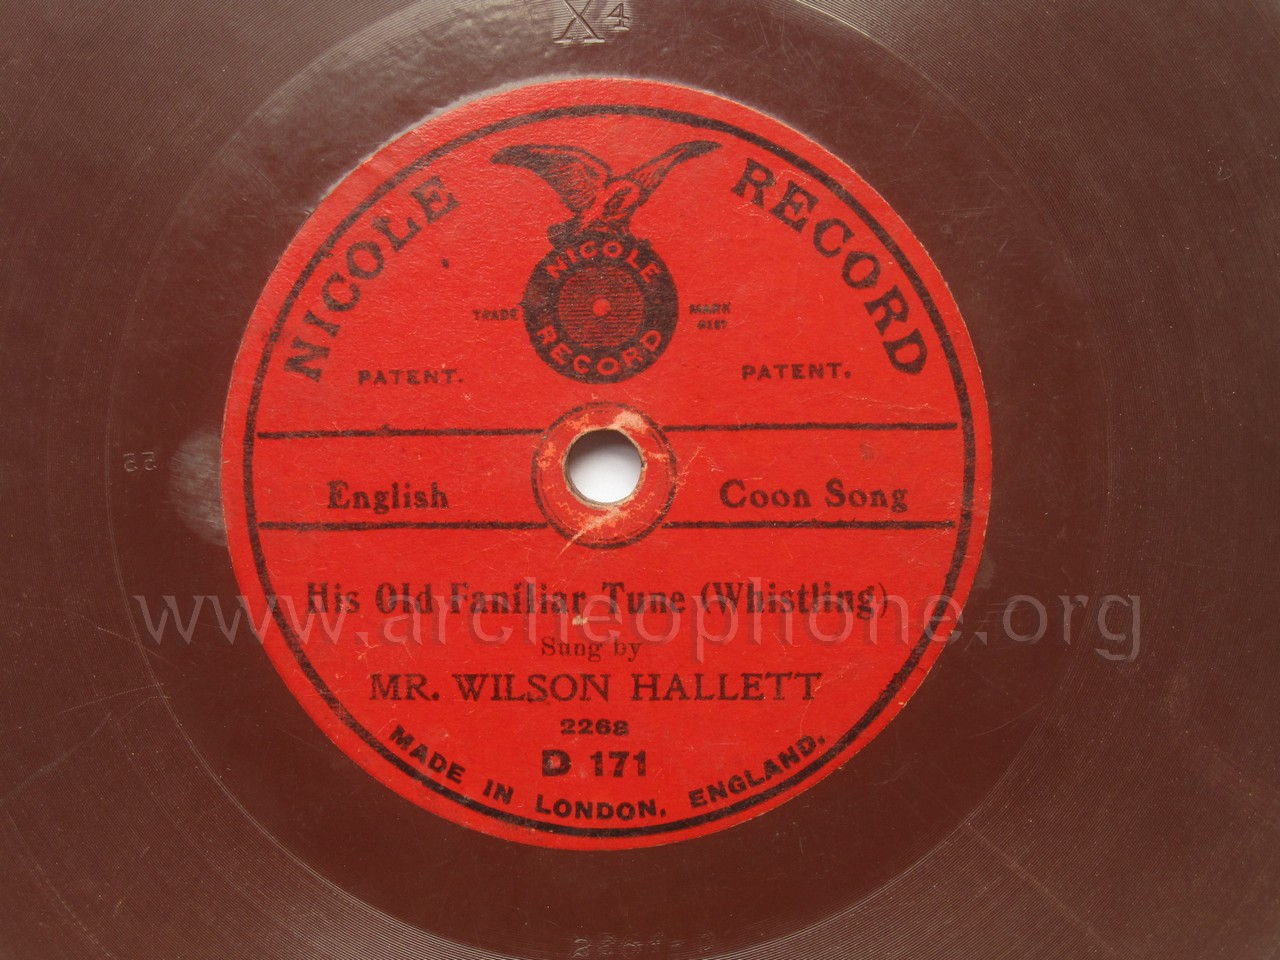 X4
NICOLE RECORD
NICOLE
TRADE MARK
RECORD
PATENT. PATENT.
55
English Coon Song
His Old Familiar Tune (Whistling)
www.archeophone.org
Sung by
MR. WILSON HALLETT
2268
D 171
MADE IN LONDON, ENGLAND.